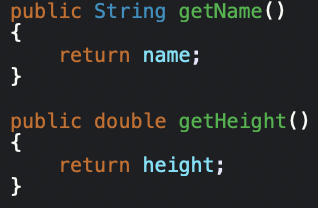 public String getName()
{
    return name;
}

public double getHeight()
{
    return height;
}